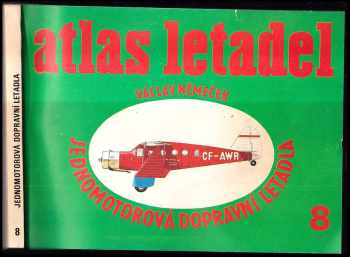 atlas letadel
VÁCLAV NĚMEČEK
CF-AWR
JEDNOMOTOROVÁ DOPRAVNÍ LETADLA
8
JEDNOMOTOROVÁ DOPRAVNÍ LETADLA
8